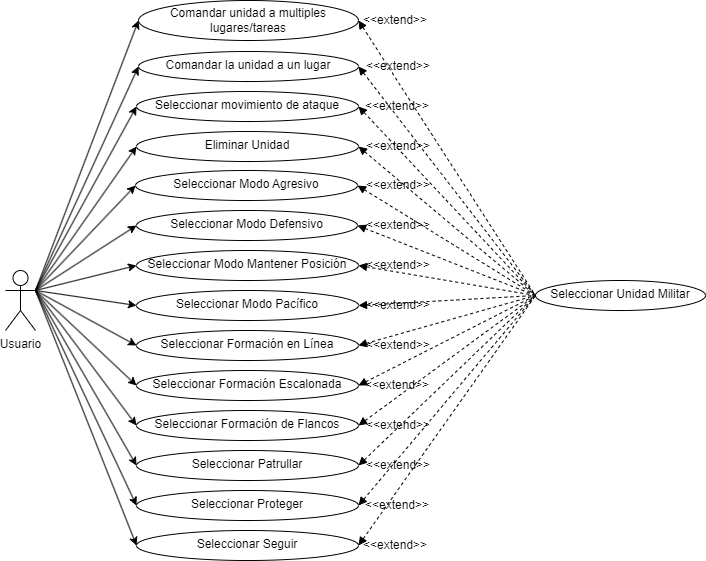 Comandar unidad a multiples
lugares/tareas
<<extend>>
Comandar la unidad a un lugar
<<extend>>
Seleccionar movimiento de ataque
<<extend>>
Eliminar Unidad
<<extend>>
Seleccionar Modo Agresivo
<<extend>>
Seleccionar Modo Defensivo
<<extend>>
Seleccionar Modo Mantener Posición
<<extend>>
Seleccionar Unidad Militar
Seleccionar Modo Pacífico
<<extend>>
Usuario
Seleccionar Formación en Línea
<<extend>>
Seleccionar Formación Escalonada
<<extend>>
Seleccionar Formación de Flancos
<<extend>>
Seleccionar Patrullar
<<extend>>
Seleccionar Proteger
<<extend>>
Seleccionar Seguir
<<extend>>